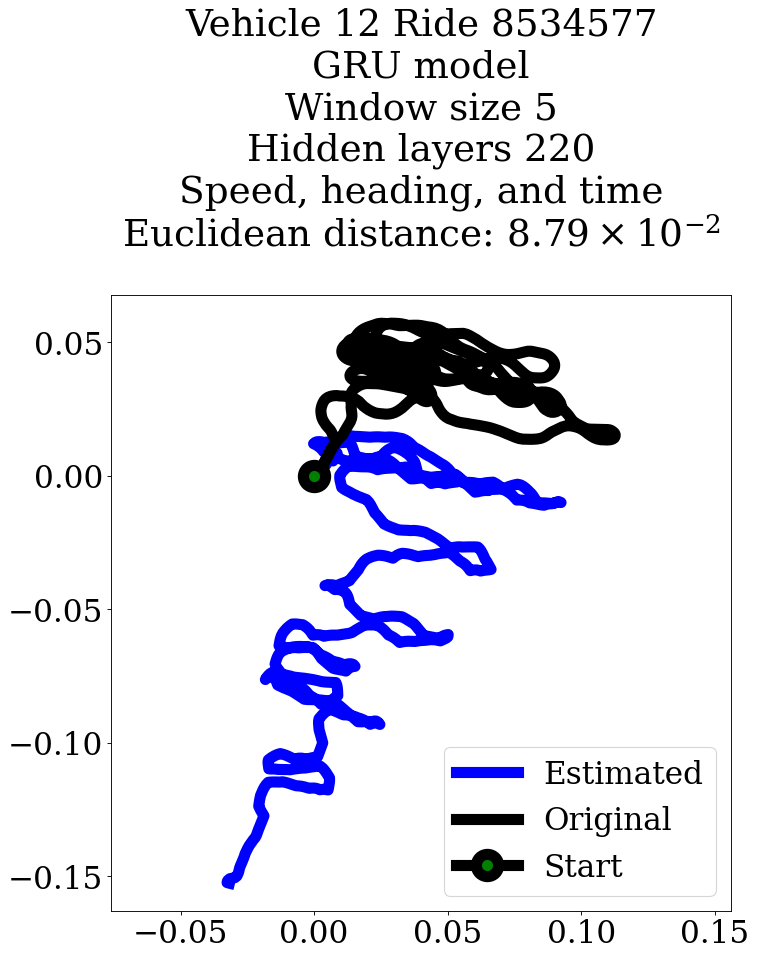 Vehicle 12 Ride 8534577
GRU model
Window size 5
Hidden layers 220
Speed, heading, and time
Euclidean distance: 8.79 × 10⁻²
0.05
0.00
−0.05
−0.10
−0.15
Estimated
Original
Start
−0.05 0.00 0.05 0.10 0.15